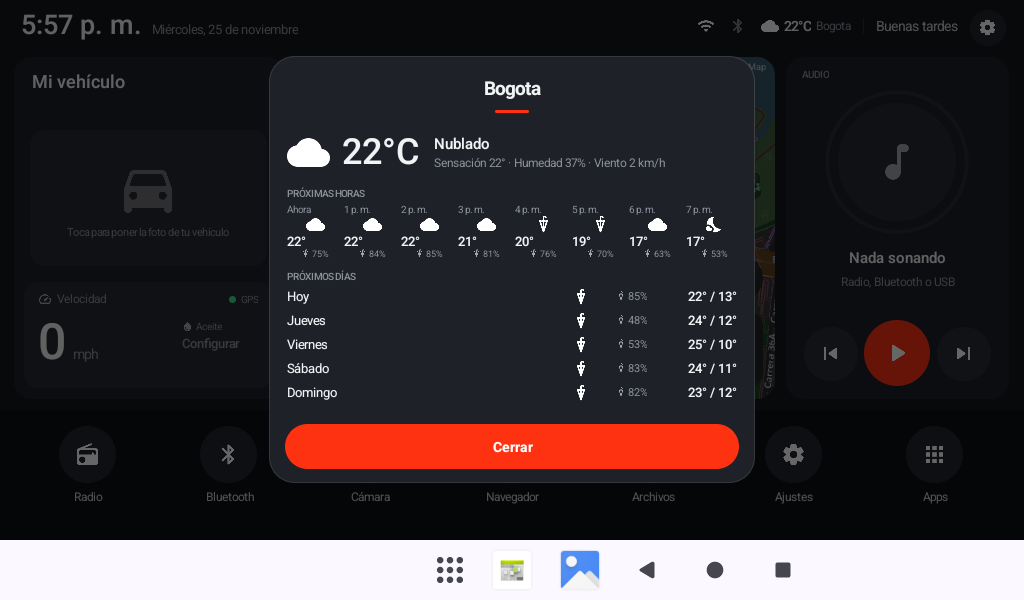 5:57 p. m. Miércoles, 25 de noviembre
22°C Bogota Buenas tardes
Mi vehículo
Toca para poner la foto de tu vehículo
Velocidad GPS
0 mph
Aceite
Configurar
Bogota
22°C
Nublado
Sensación 22° · Humedad 37% · Viento 2 km/h
PRÓXIMAS HORAS
Ahora 1 p. m. 2 p. m. 3 p. m. 4 p. m. 5 p. m. 6 p. m. 7 p. m.
22° 22° 22° 21° 20° 19° 17° 17°
75% 84% 85% 81% 76% 70% 63% 53%
PRÓXIMOS DÍAS
Hoy 85% 22° / 13°
Jueves 48% 24° / 12°
Viernes 53% 25° / 10°
Sábado 83% 24° / 11°
Domingo 82% 23° / 12°
Cerrar
Map
Carrera 36A
AUDIO
Nada sonando
Radio, Bluetooth o USB
Radio Bluetooth Cámara Navegador Archivos Ajustes Apps